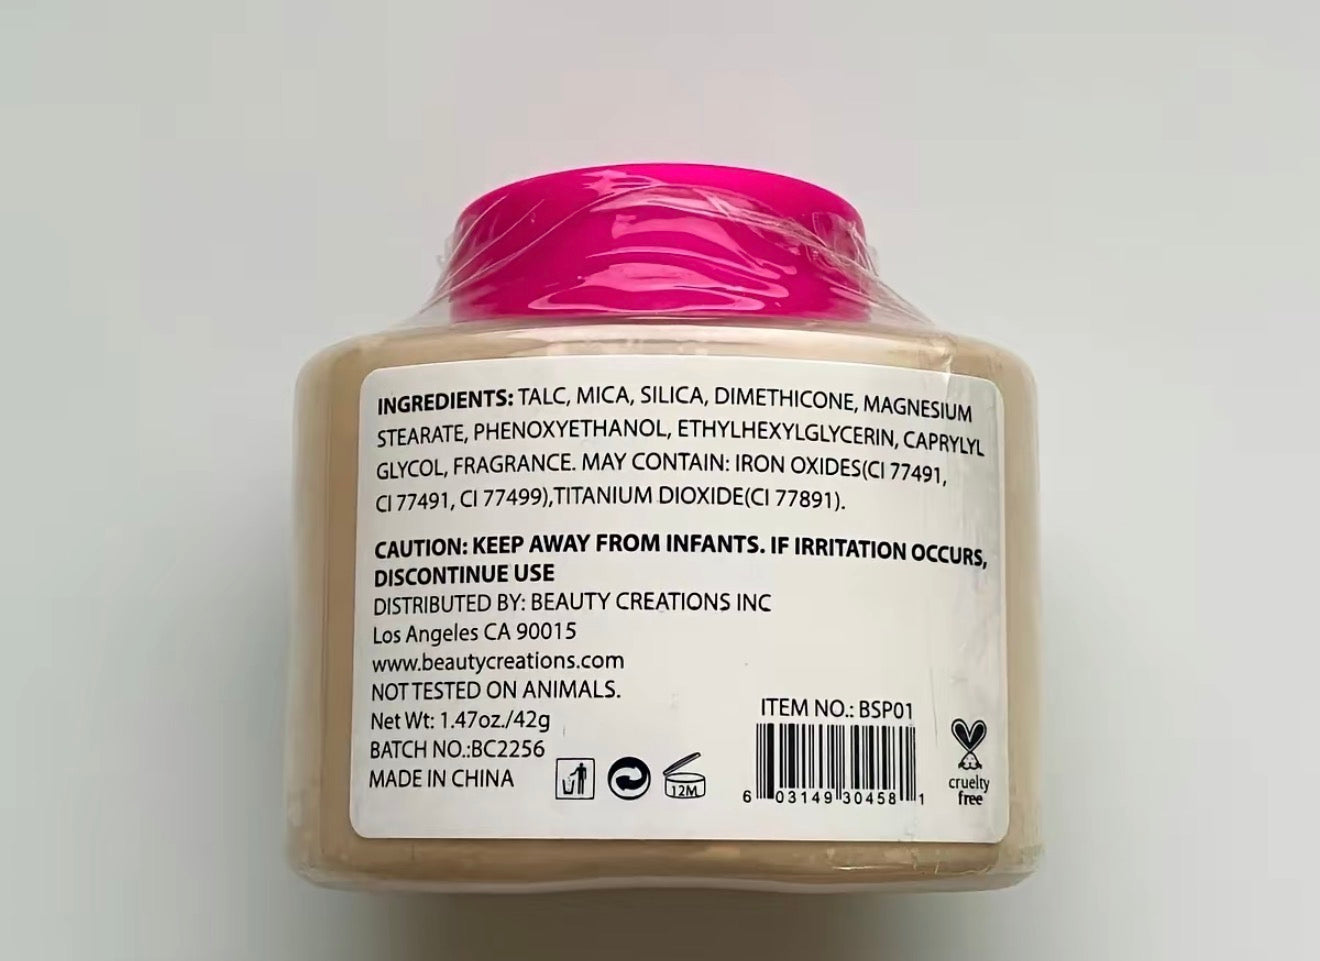 INGREDIENTS: TALC, MICA, SILICA, DIMETHICONE, MAGNESIUM
STEARATE, PHENOXYETHANOL, ETHYLHEXYLGLYCERIN, CAPRYLYL
GLYCOL, FRAGRANCE. MAY CONTAIN: IRON OXIDES(CI 77491,
CI 77491, CI 77499),TITANIUM DIOXIDE(CI 77891).
CAUTION: KEEP AWAY FROM INFANTS. IF IRRITATION OCCURS,
DISCONTINUE USE
DISTRIBUTED BY: BEAUTY CREATIONS INC
Los Angeles CA 90015
www.beautycreations.com
NOT TESTED ON ANIMALS.
Net Wt: 1.47oz./42g
BATCH NO.:BC2256
MADE IN CHINA
12M
ITEM NO.: BSP01
6 03149 30458 1
cruelty
free